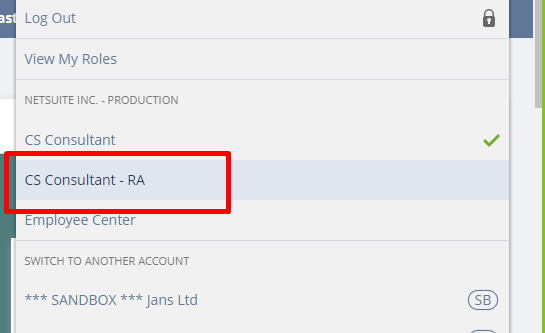 ast
Log Out
View My Roles
NETSUITE INC. - PRODUCTION
CS Consultant
CS Consultant - RA
Employee Center
SWITCH TO ANOTHER ACCOUNT
*** SANDBOX *** Jans Ltd SB